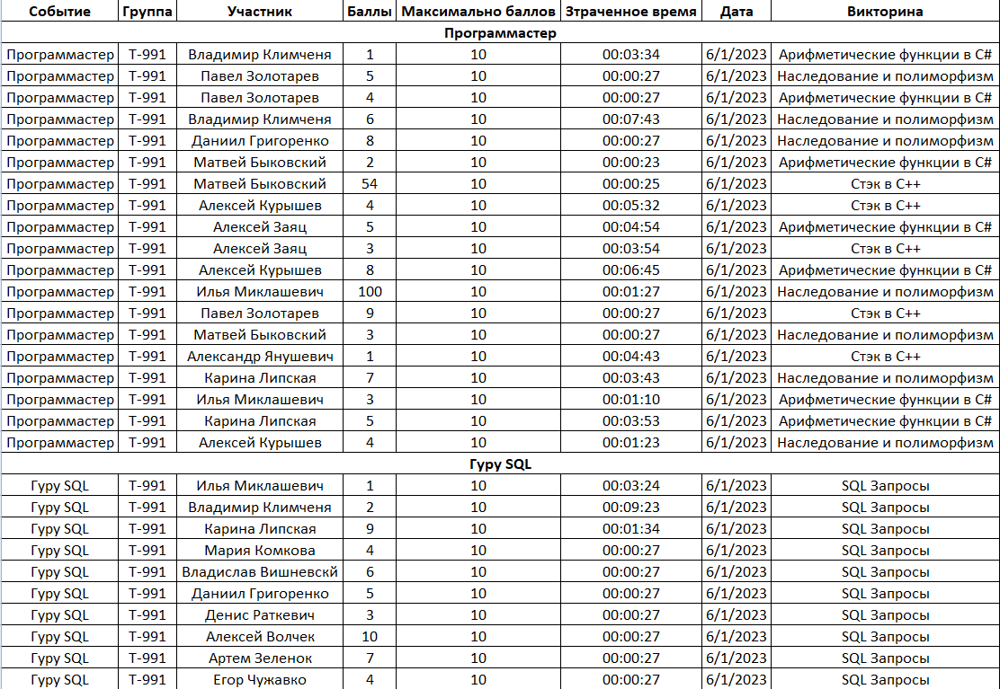 Событие Группа Участник Баллы Максимально баллов Зтраченное время Дата Викторина
Программастер
Программастер Т-991 Владимир Климченя 1 10 00:03:34 6/1/2023 Арифметические функции в C#
Программастер Т-991 Павел Золотарев 5 10 00:00:27 6/1/2023 Наследование и полиморфизм
Программастер Т-991 Павел Золотарев 4 10 00:00:27 6/1/2023 Арифметические функции в C#
Программастер Т-991 Владимир Климченя 6 10 00:07:43 6/1/2023 Наследование и полиморфизм
Программастер Т-991 Даниил Григоренко 8 10 00:00:27 6/1/2023 Наследование и полиморфизм
Программастер Т-991 Матвей Быковский 2 10 00:00:23 6/1/2023 Арифметические функции в C#
Программастер Т-991 Матвей Быковский 54 10 00:00:25 6/1/2023 Стэк в C++
Программастер Т-991 Алексей Курышев 4 10 00:05:32 6/1/2023 Стэк в C++
Программастер Т-991 Алексей Заяц 5 10 00:04:54 6/1/2023 Арифметические функции в C#
Программастер Т-991 Алексей Заяц 3 10 00:03:54 6/1/2023 Стэк в C++
Программастер Т-991 Алексей Курышев 8 10 00:06:45 6/1/2023 Арифметические функции в C#
Программастер Т-991 Илья Миклашевич 100 10 00:01:27 6/1/2023 Наследование и полиморфизм
Программастер Т-991 Павел Золотарев 9 10 00:00:27 6/1/2023 Стэк в C++
Программастер Т-991 Матвей Быковский 3 10 00:00:27 6/1/2023 Наследование и полиморфизм
Программастер Т-991 Александр Янушевич 1 10 00:04:43 6/1/2023 Стэк в C++
Программастер Т-991 Карина Липская 7 10 00:03:43 6/1/2023 Наследование и полиморфизм
Программастер Т-991 Илья Миклашевич 3 10 00:01:10 6/1/2023 Арифметические функции в C#
Программастер Т-991 Карина Липская 5 10 00:03:53 6/1/2023 Арифметические функции в C#
Программастер Т-991 Алексей Курышев 4 10 00:01:23 6/1/2023 Наследование и полиморфизм
Гуру SQL
Гуру SQL Т-991 Илья Миклашевич 1 10 00:03:24 6/1/2023 SQL Запросы
Гуру SQL Т-991 Владимир Климченя 2 10 00:09:23 6/1/2023 SQL Запросы
Гуру SQL Т-991 Карина Липская 9 10 00:01:34 6/1/2023 SQL Запросы
Гуру SQL Т-991 Мария Комкова 4 10 00:00:27 6/1/2023 SQL Запросы
Гуру SQL Т-991 Владислав Вишневскй 6 10 00:00:27 6/1/2023 SQL Запросы
Гуру SQL Т-991 Даниил Григоренко 5 10 00:00:27 6/1/2023 SQL Запросы
Гуру SQL Т-991 Денис Раткевич 3 10 00:00:27 6/1/2023 SQL Запросы
Гуру SQL Т-991 Алексей Волчек 10 10 00:00:27 6/1/2023 SQL Запросы
Гуру SQL Т-991 Артем Зеленок 7 10 00:00:27 6/1/2023 SQL Запросы
Гуру SQL Т-991 Егор Чужавко 4 10 00:00:27 6/1/2023 SQL Запросы